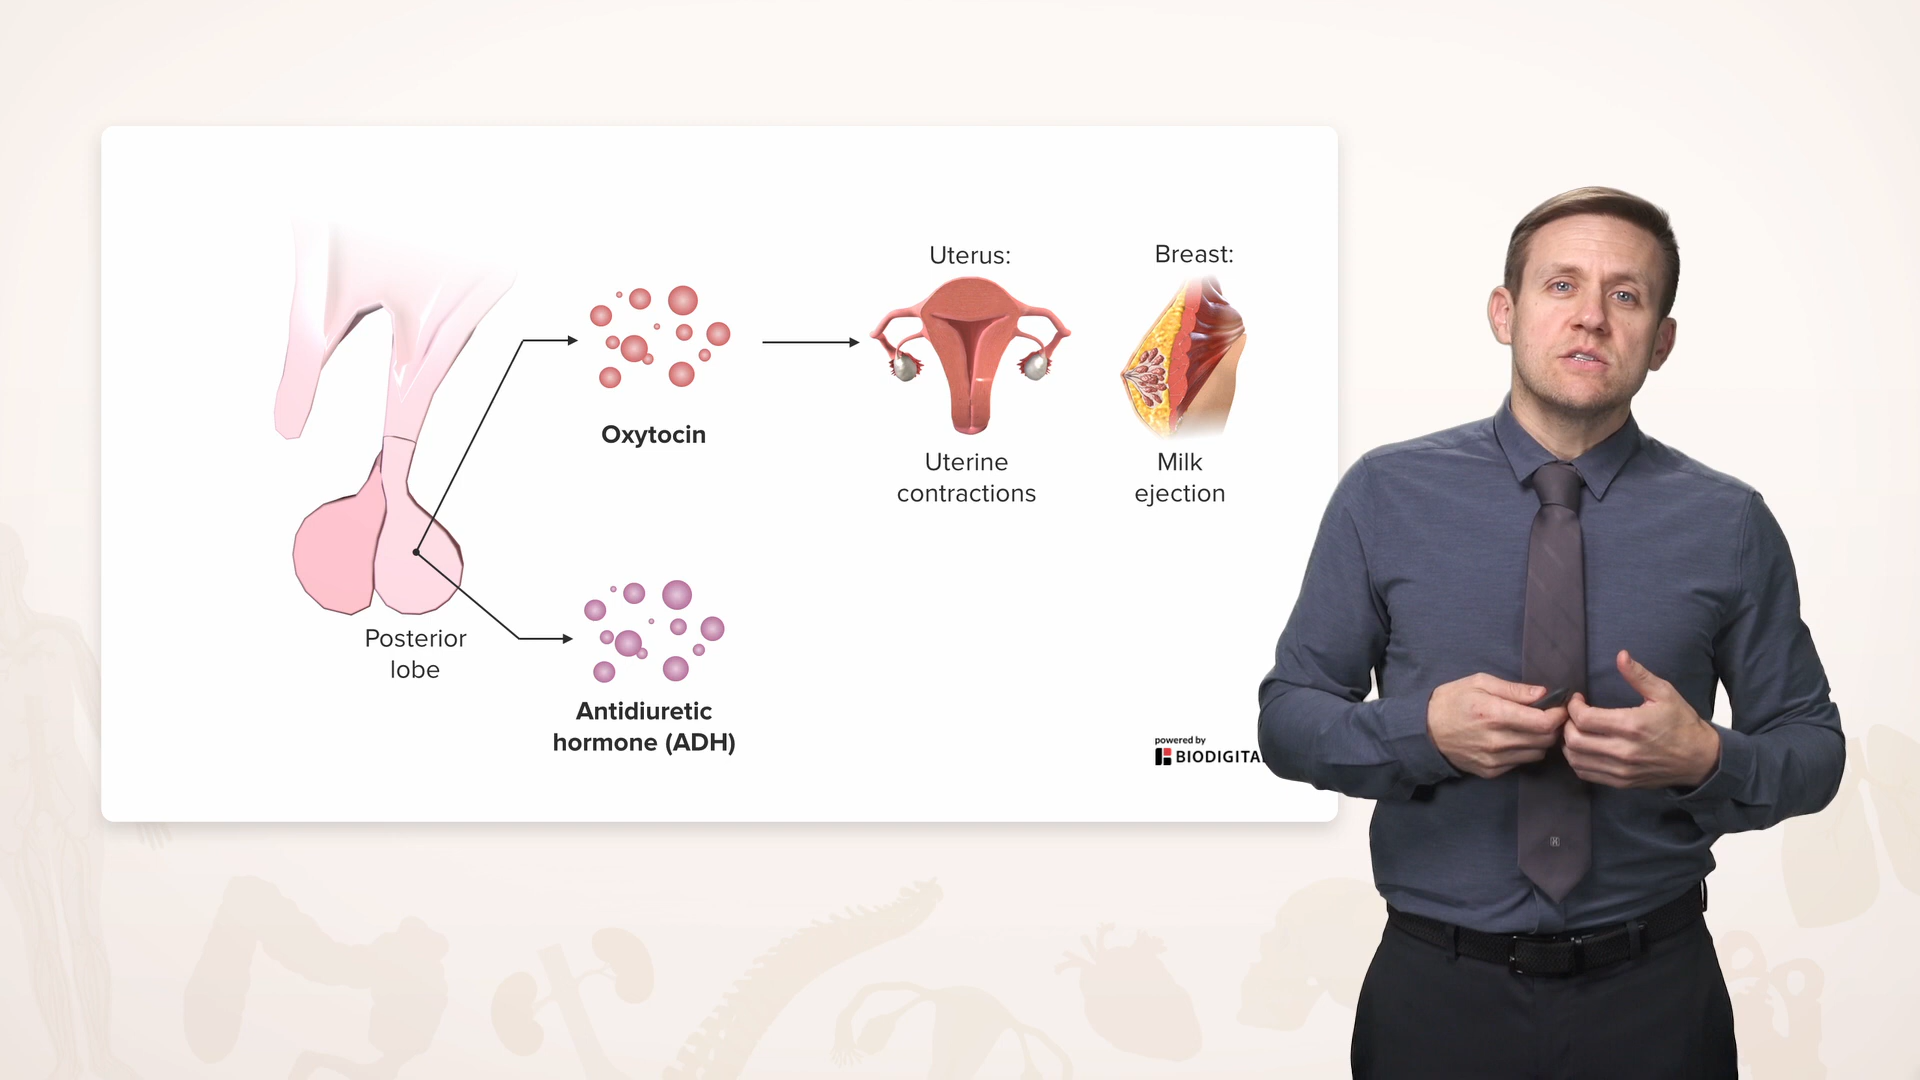 Uterus:
Breast:
Oxytocin
Uterine
contractions
Milk
ejection
Posterior
lobe
Antidiuretic
hormone (ADH)
powered by
BIODIGITA